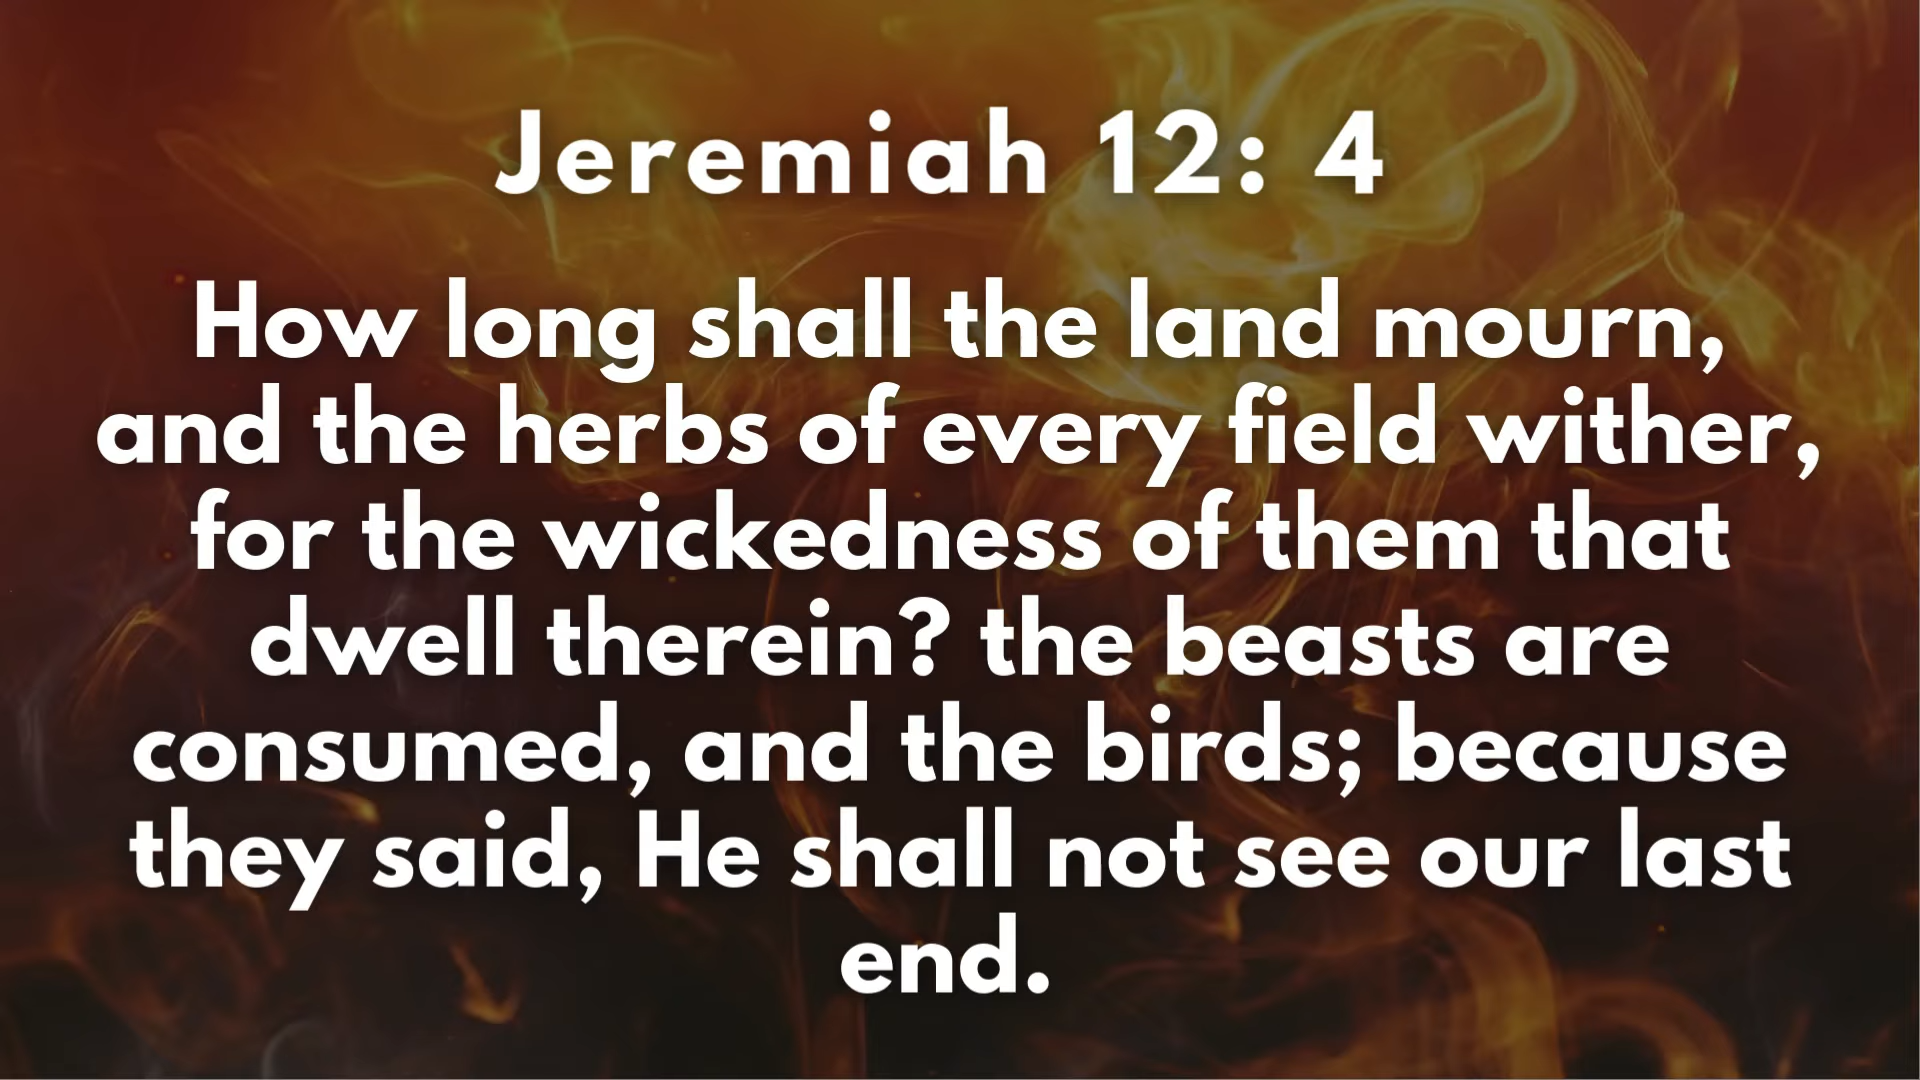 Jeremiah 12: 4
How long shall the land mourn,
and the herbs of every field wither,
for the wickedness of them that
dwell therein? the beasts are
consumed, and the birds; because
they said, He shall not see our last
end.